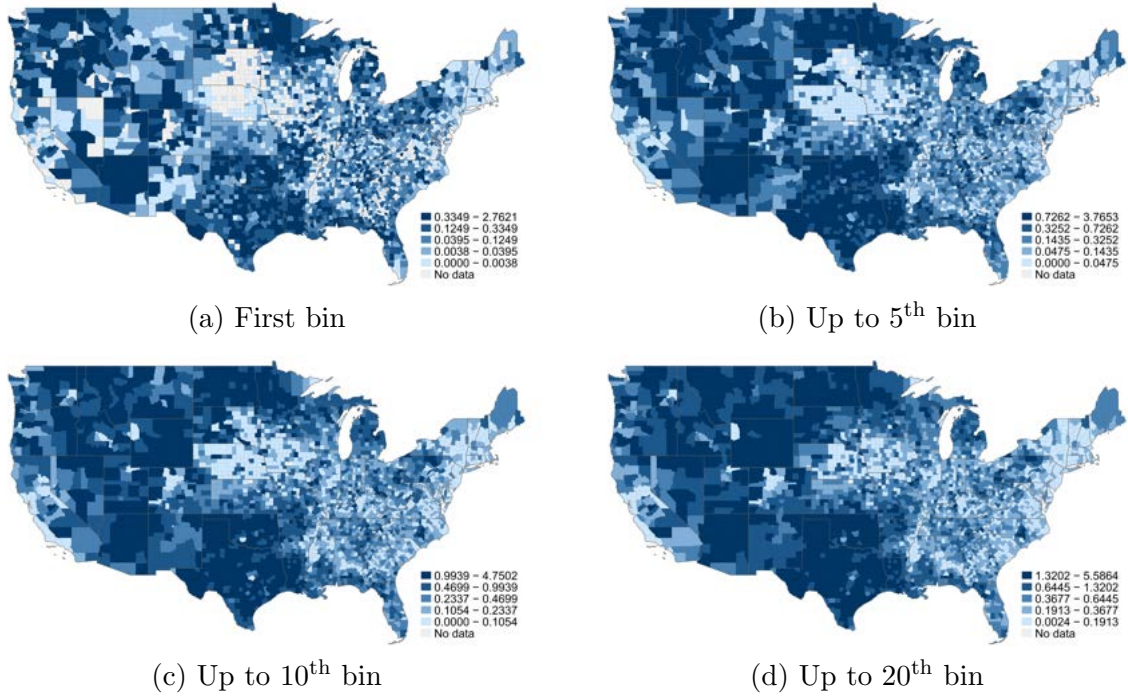 0.3349 – 2.7621
0.1249 – 0.3349
0.0395 – 0.1249
0.0038 – 0.0395
0.0000 – 0.0038
No data
(a) First bin
0.7262 – 3.7653
0.3252 – 0.7262
0.1435 – 0.3252
0.0475 – 0.1435
0.0000 – 0.0475
No data
(b) Up to 5th bin
0.9939 – 4.7502
0.4699 – 0.9939
0.2337 – 0.4699
0.1054 – 0.2337
0.0000 – 0.1054
No data
(c) Up to 10th bin
1.3202 – 5.5864
0.6445 – 1.3202
0.3677 – 0.6445
0.1913 – 0.3677
0.0024 – 0.1913
No data
(d) Up to 20th bin